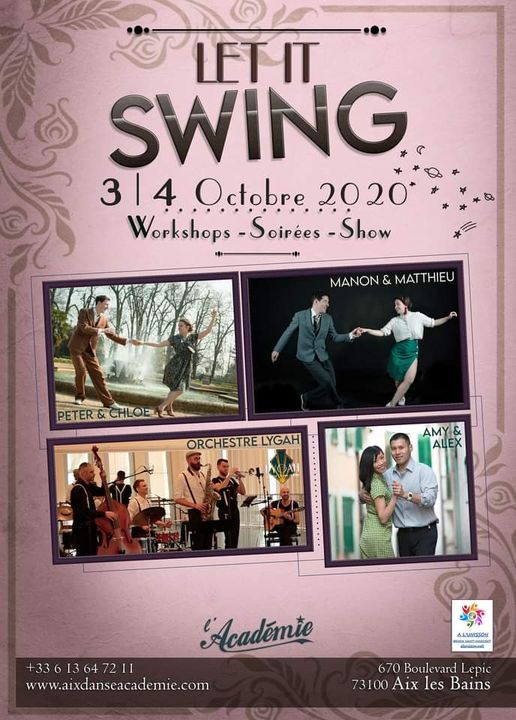 LET IT
SWING
3 | 4 Octobre 2020
Workshops - Soirées - Show
PETER & CHLOE
MANON & MATTHIEU
ORCHESTRE LYGAH
AMY &
ALEX
l'Académie
A L'UNISSON
+33 6 13 64 72 11
www.aixdanseacademie.com
670 Boulevard Lepic
73100 Aix les Bains